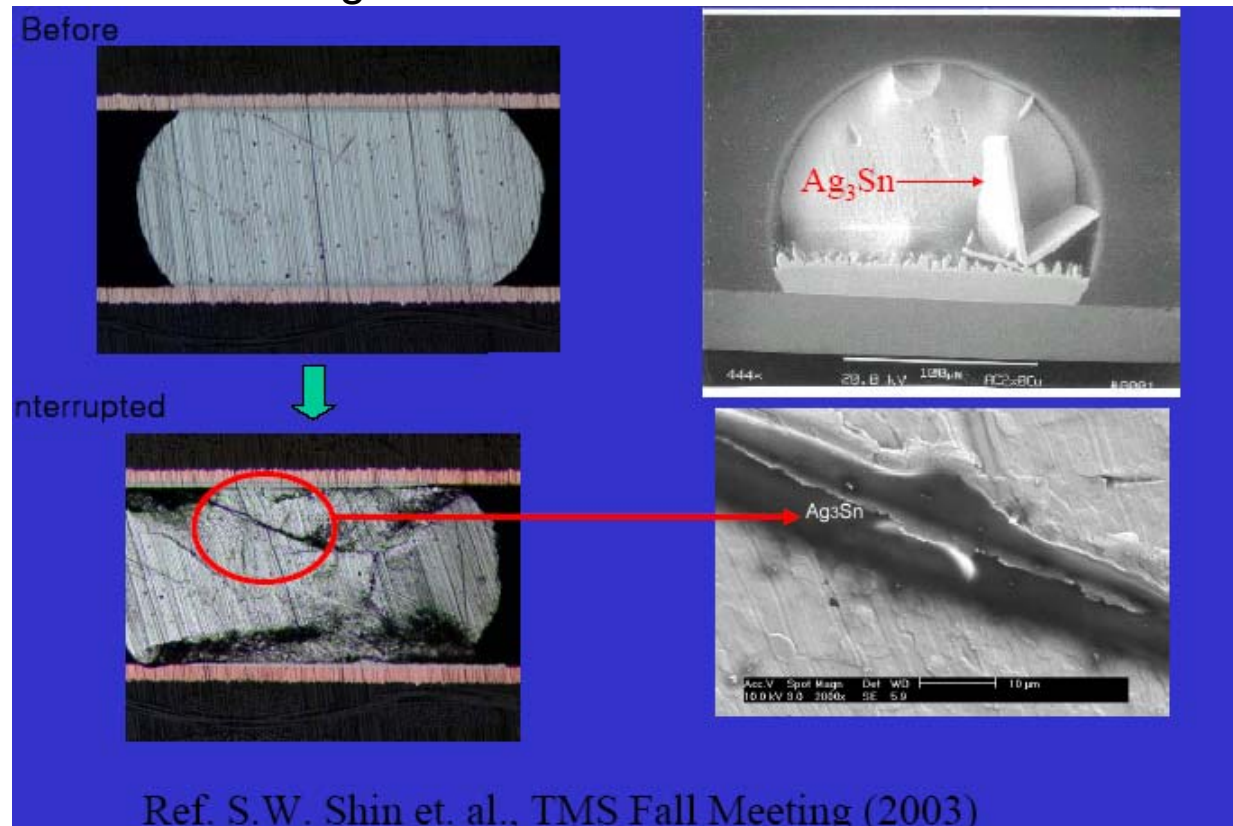 Before
Ag₃Sn
444x 20.0 kV 100µm AC2x8Cu #0001
nterrupted
Ag3Sn
Acc.V Spot Magn Det WD 10 µm
10.0 kV 3.0 2000x SE 5.9
Ref. S.W. Shin et. al., TMS Fall Meeting (2003)